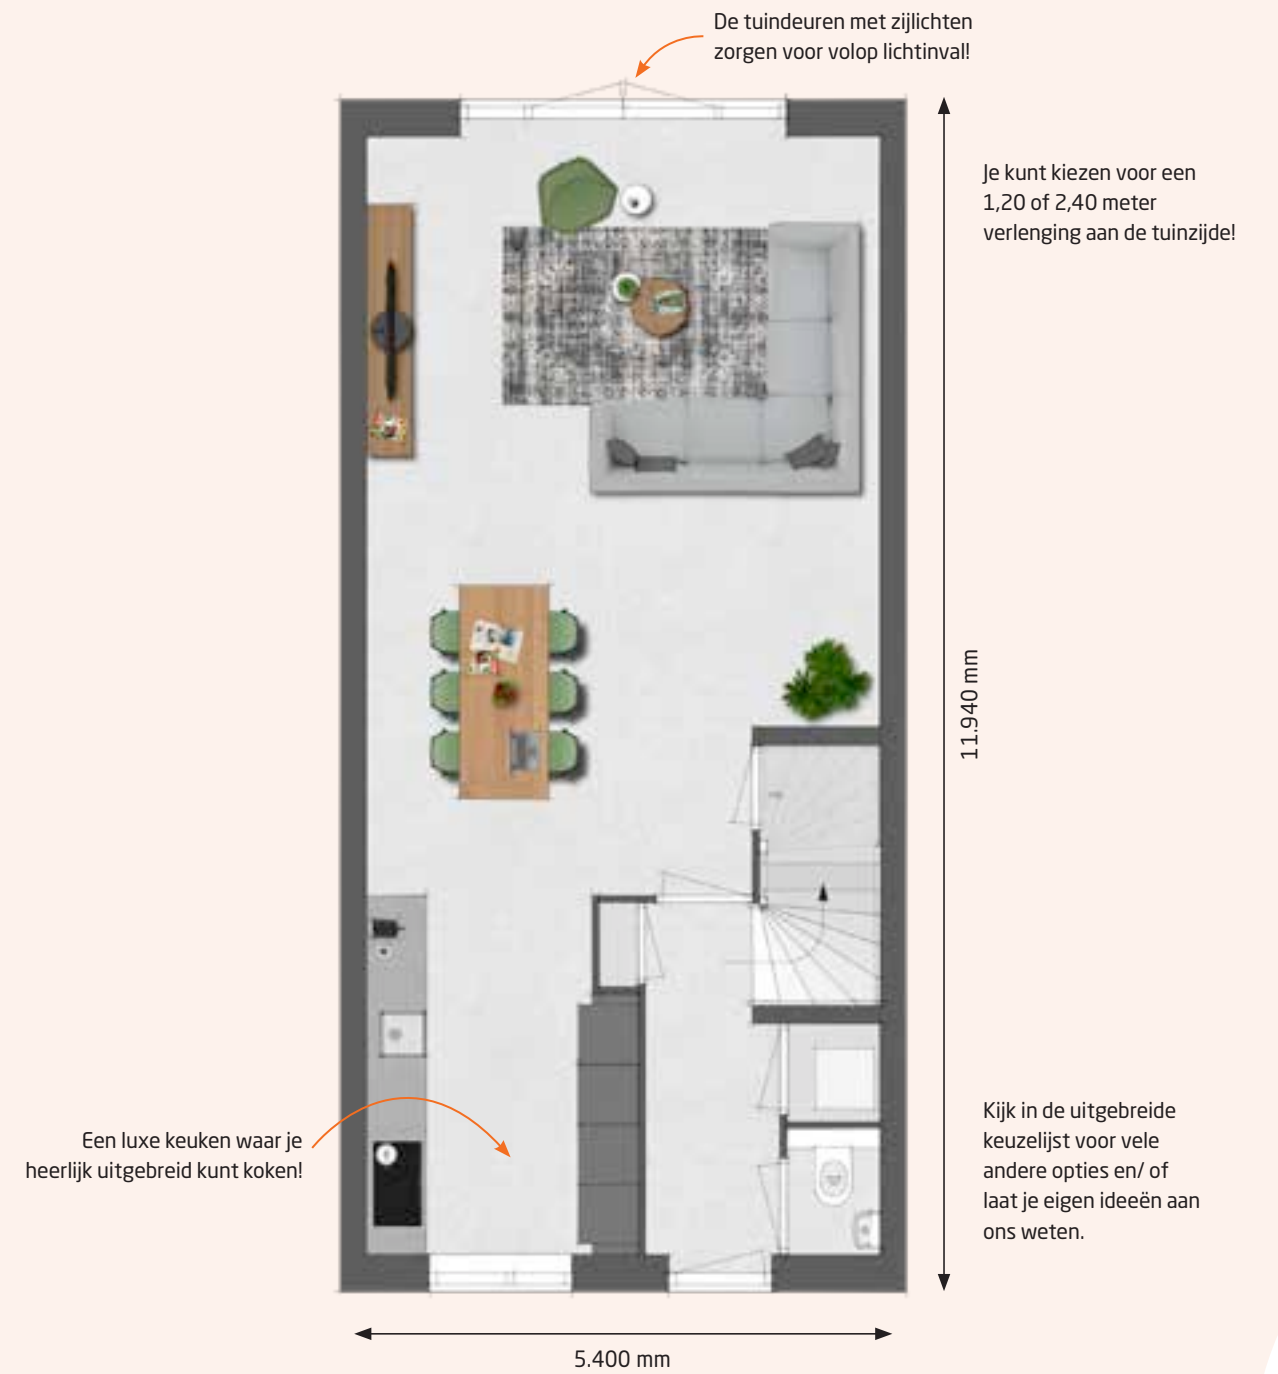 De tuindeuren met zijlichten
zorgen voor volop lichtinval!
Je kunt kiezen voor een
1,20 of 2,40 meter
verlenging aan de tuinzijde!
11.940 mm
Een luxe keuken waar je
heerlijk uitgebreid kunt koken!
Kijk in de uitgebreide
keuzelijst voor vele
andere opties en/ of
laat je eigen ideeën aan
ons weten.
5.400 mm